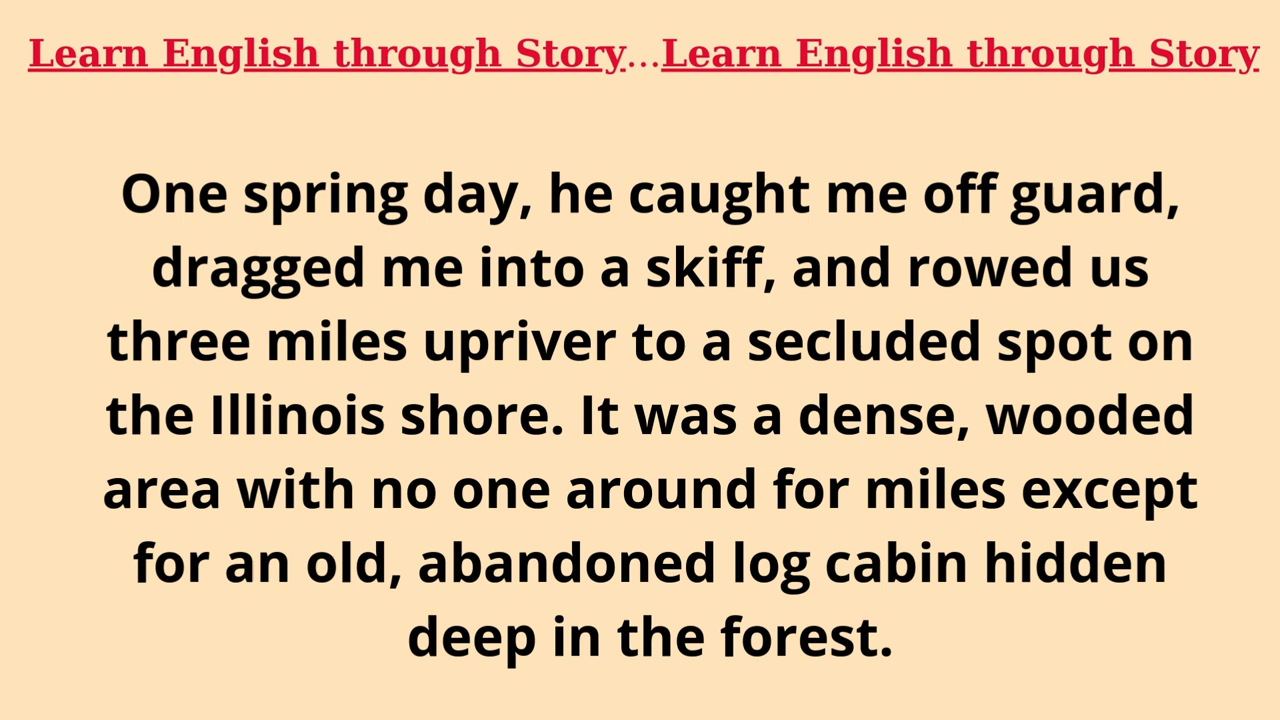 Learn English through Story...Learn English through Story
One spring day, he caught me off guard,
dragged me into a skiff, and rowed us
three miles upriver to a secluded spot on
the Illinois shore. It was a dense, wooded
area with no one around for miles except
for an old, abandoned log cabin hidden
deep in the forest.